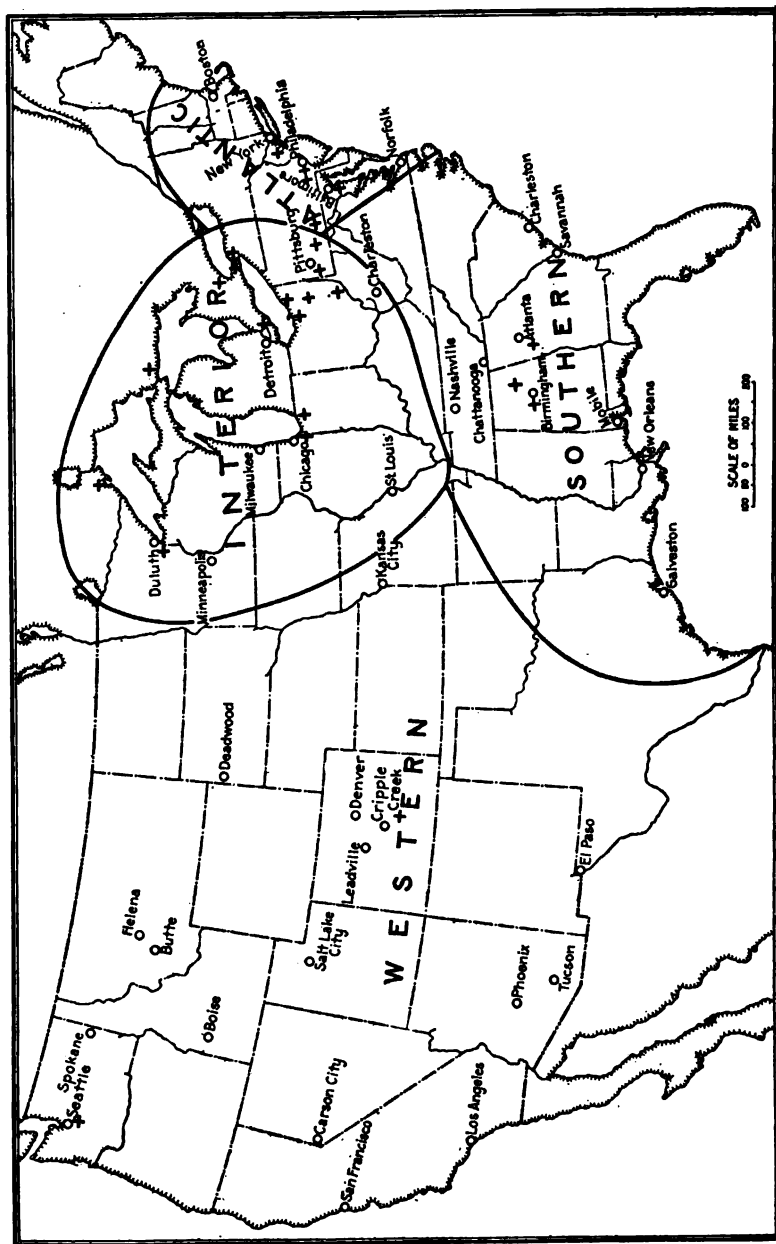 Spokane
Seattle
Helena
Butte
Boise
Deadwood
Duluth
Minneapolis
Milwaukee
Chicago
Detroit
INTERIOR
ATLANTIC
Boston
New York
Philadelphia
Baltimore
Pittsburg
Norfolk
Charleston
Carson City
San Francisco
Los Angeles
Salt Lake
City
Leadville
Denver
Cripple
Creek
WESTERN
Kansas
City
St Louis
Phoenix
Tucson
El Paso
Nashville
Chattanooga
Atlanta
Birmingham
Charleston
Savannah
SOUTHERN
Mobile
New Orleans
Galveston
SCALE OF MILES